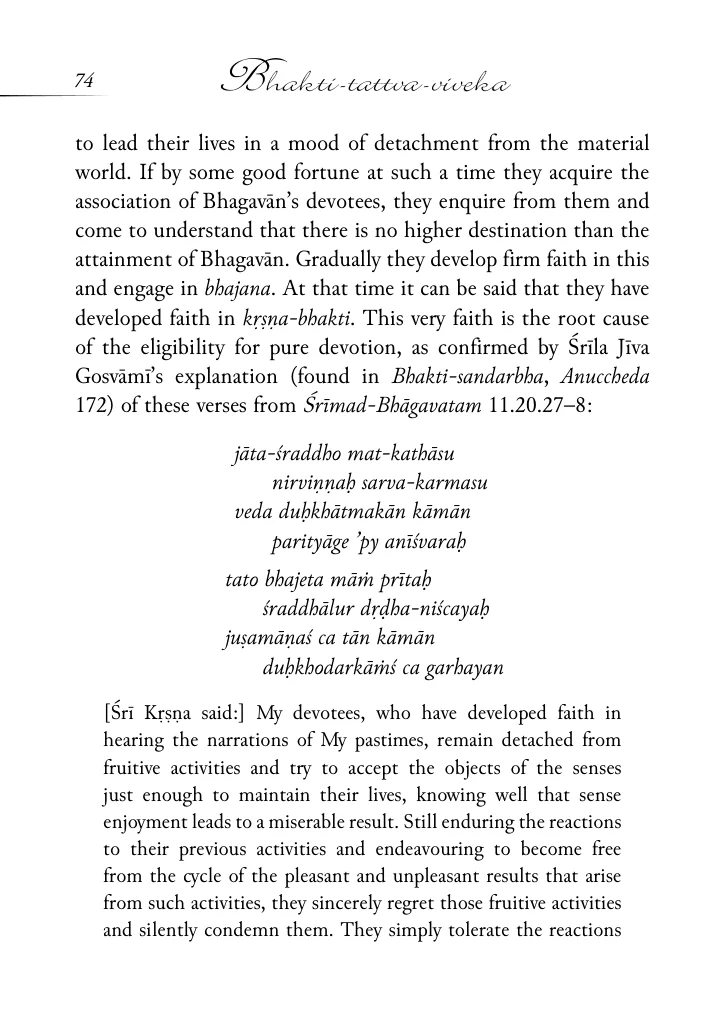 74
Bhakti-tattva-viveka
to lead their lives in a mood of detachment from the material
world. If by some good fortune at such a time they acquire the
association of Bhagavān’s devotees, they enquire from them and
come to understand that there is no higher destination than the
attainment of Bhagavān. Gradually they develop firm faith in this
and engage in bhajana. At that time it can be said that they have
developed faith in kṛṣṇa-bhakti. This very faith is the root cause
of the eligibility for pure devotion, as confirmed by Śrīla Jīva
Gosvāmī’s explanation (found in Bhakti-sandarbha, Anuccheda
172) of these verses from Śrīmad-Bhāgavatam 11.20.27–8:
jāta-śraddho mat-kathāsu
nirviṇṇaḥ sarva-karmasu
veda duḥkhātmakān kāmān
parityāge ’py anīśvaraḥ
tato bhajeta māṁ prītaḥ
śraddhālur dṛḍha-niścayaḥ
juṣamāṇaś ca tān kāmān
duḥkhodarkāṁś ca garhayan
[Śrī Kṛṣṇa said:] My devotees, who have developed faith in
hearing the narrations of My pastimes, remain detached from
fruitive activities and try to accept the objects of the senses
just enough to maintain their lives, knowing well that sense
enjoyment leads to a miserable result. Still enduring the reactions
to their previous activities and endeavouring to become free
from the cycle of the pleasant and unpleasant results that arise
from such activities, they sincerely regret those fruitive activities
and silently condemn them. They simply tolerate the reactions